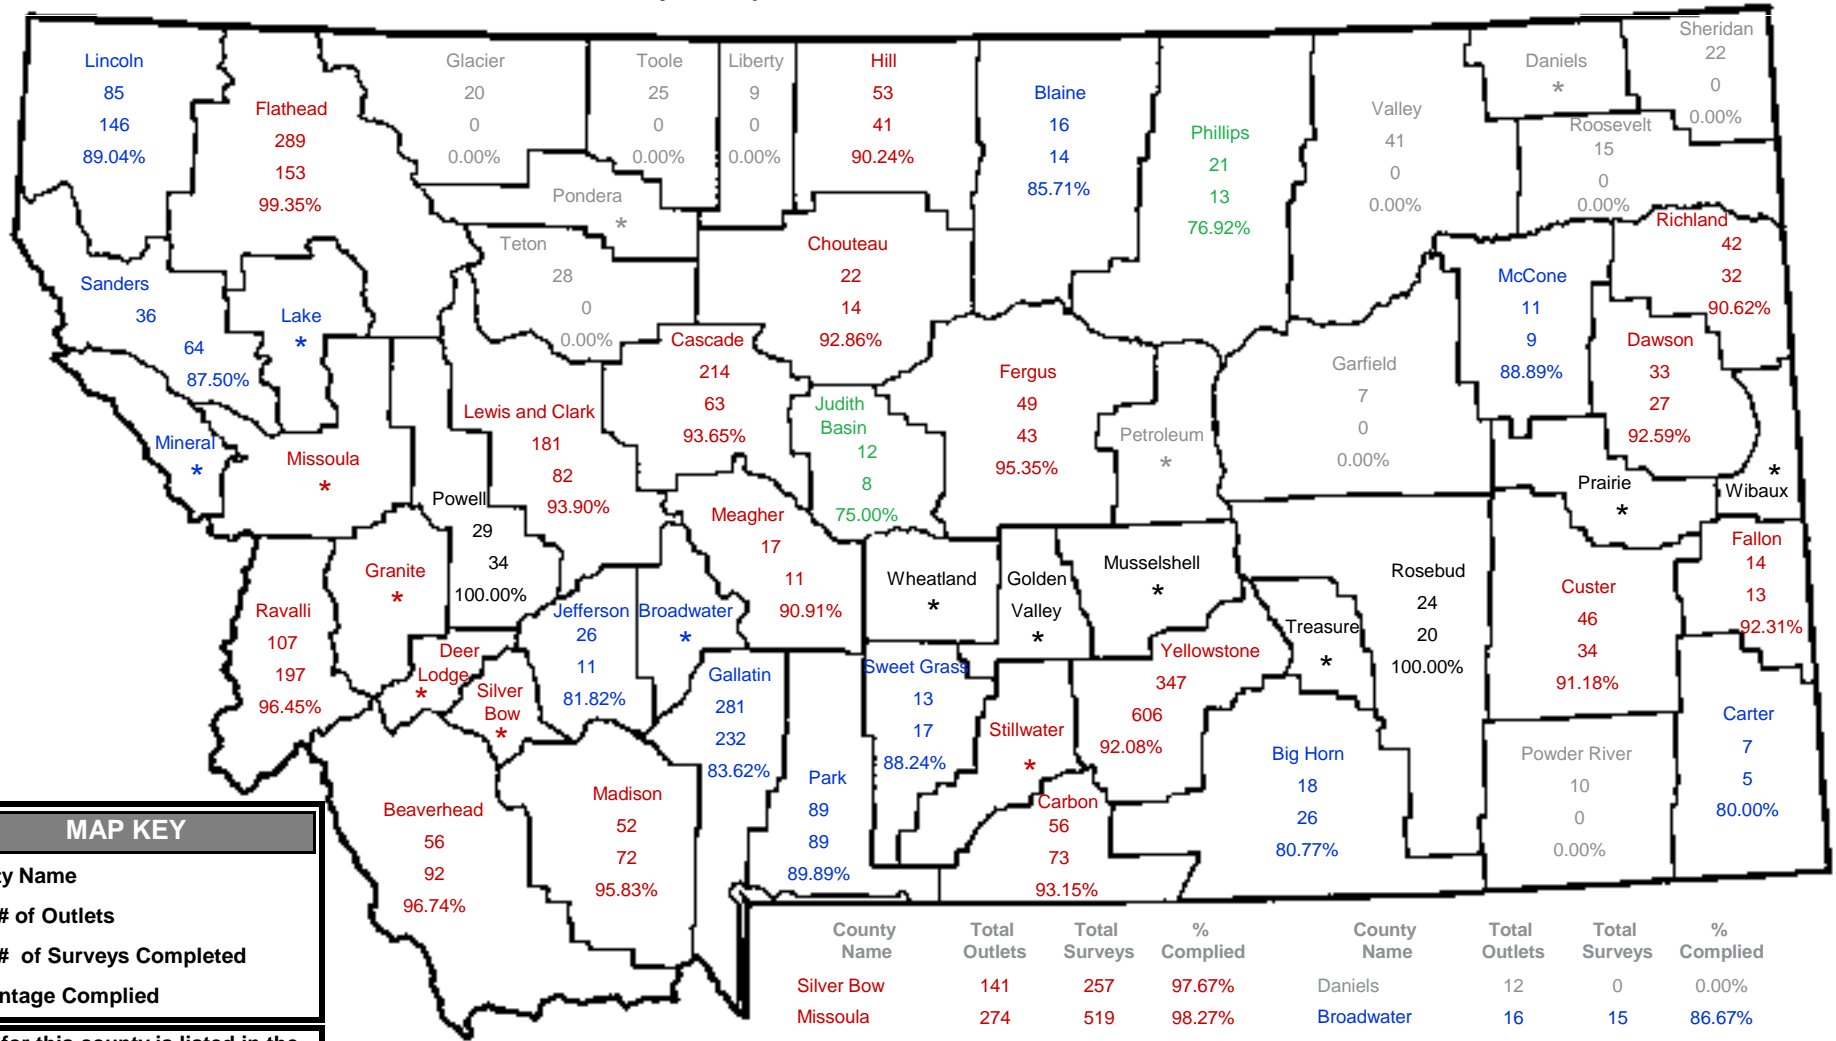 Lincoln
85
146
89.04%
Flathead
289
153
99.35%
Glacier
20
0
0.00%
Toole
25
0
0.00%
Liberty
9
0
0.00%
Hill
53
41
90.24%
Blaine
16
14
85.71%
Phillips
21
13
76.92%
Valley
41
0
0.00%
Daniels
*
Sheridan
22
0
0.00%
Roosevelt
15
0
0.00%
Pondera
*
Teton
28
0
0.00%
Chouteau
22
14
92.86%
Richland
42
32
90.62%
McCone
11
9
88.89%
Dawson
33
27
92.59%
Sanders
36
64
87.50%
Lake
*
Cascade
214
63
93.65%
Judith
Basin
12
8
75.00%
Fergus
49
43
95.35%
Petroleum
*
Garfield
7
0
0.00%
Mineral
*
Missoula
*
Lewis and Clark
181
82
93.90%
Powell
29
34
100.00%
Meagher
17
11
90.91%
Prairie
*
*
Wibaux
Granite
*
Ravalli
107
197
96.45%
Deer
Lodge
*
Silver
Bow
*
Jefferson
26
11
81.82%
Broadwater
*
Gallatin
281
232
83.62%
Wheatland
*
Golden
Valley
*
Musselshell
*
Treasure
*
Rosebud
24
20
100.00%
Custer
46
34
91.18%
Fallon
14
13
92.31%
Sweet Grass
13
17
88.24%
Stillwater
*
Yellowstone
347
606
92.08%
Big Horn
18
26
80.77%
Powder River
10
0
0.00%
Carter
7
5
80.00%
Park
89
89
89.89%
Carbon
56
73
93.15%
Beaverhead
56
92
96.74%
Madison
52
72
95.83%
MAP KEY
Name
# of Outlets
# of Surveys Completed
Complied
for this county is listed in the
County Name Total Outlets Total Surveys % Complied
Silver Bow 141 257 97.67%
Missoula 274 519 98.27%
County Name Total Outlets Total Surveys % Complied
Daniels 12 0 0.00%
Broadwater 16 15 86.67%